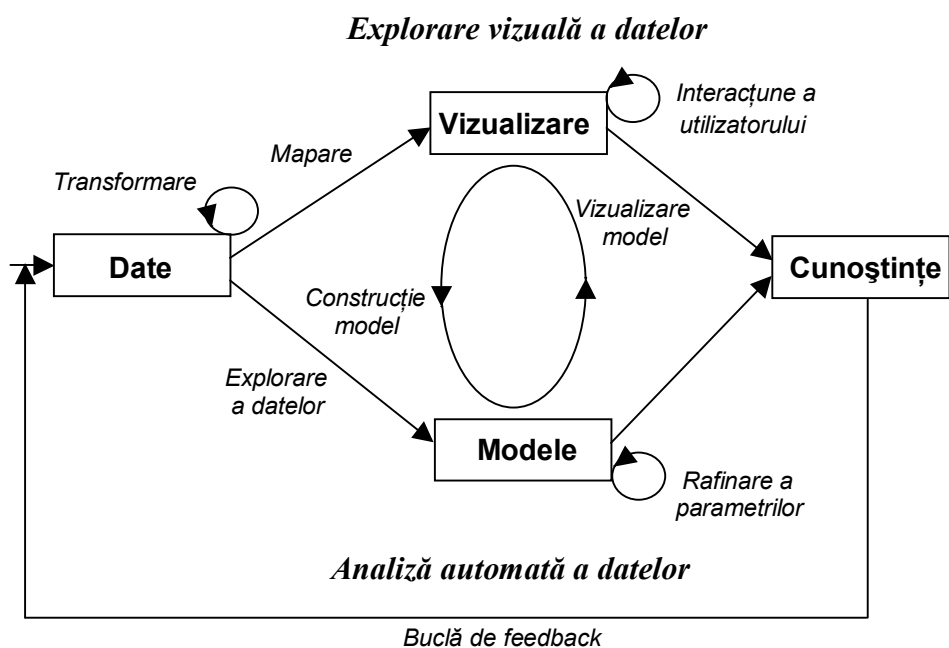 Explorare vizuală a datelor
Vizualizare
Interacțune a
utilizatorului
Mapare
Transformare
Vizualizare
model
Date
Cunoştințe
Construcție
model
Explorare
a datelor
Modele
Rafinare a
parametrilor
Analiză automată a datelor
Buclă de feedback